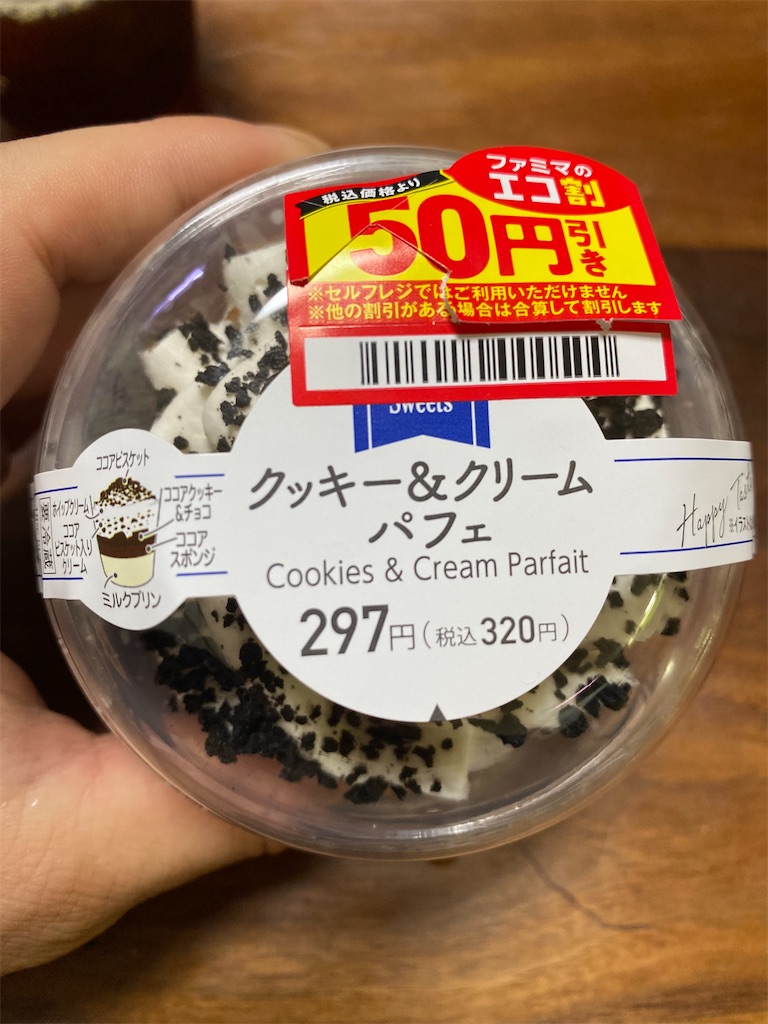 ファミマの
エコ割
税込価格より
50円引き
※セルフレジではご利用いただけません
※他の割引がある場合は合算して割引します
Sweets
クッキー&クリーム
パフェ
Cookies & Cream Parfait
297円(税込320円)
ココアビスケット
ホイップクリーム
ココア
ビスケット入り
クリーム
ココアクッキー
&チョコ
ココア
スポンジ
ミルクプリン
Happy
※イラスト